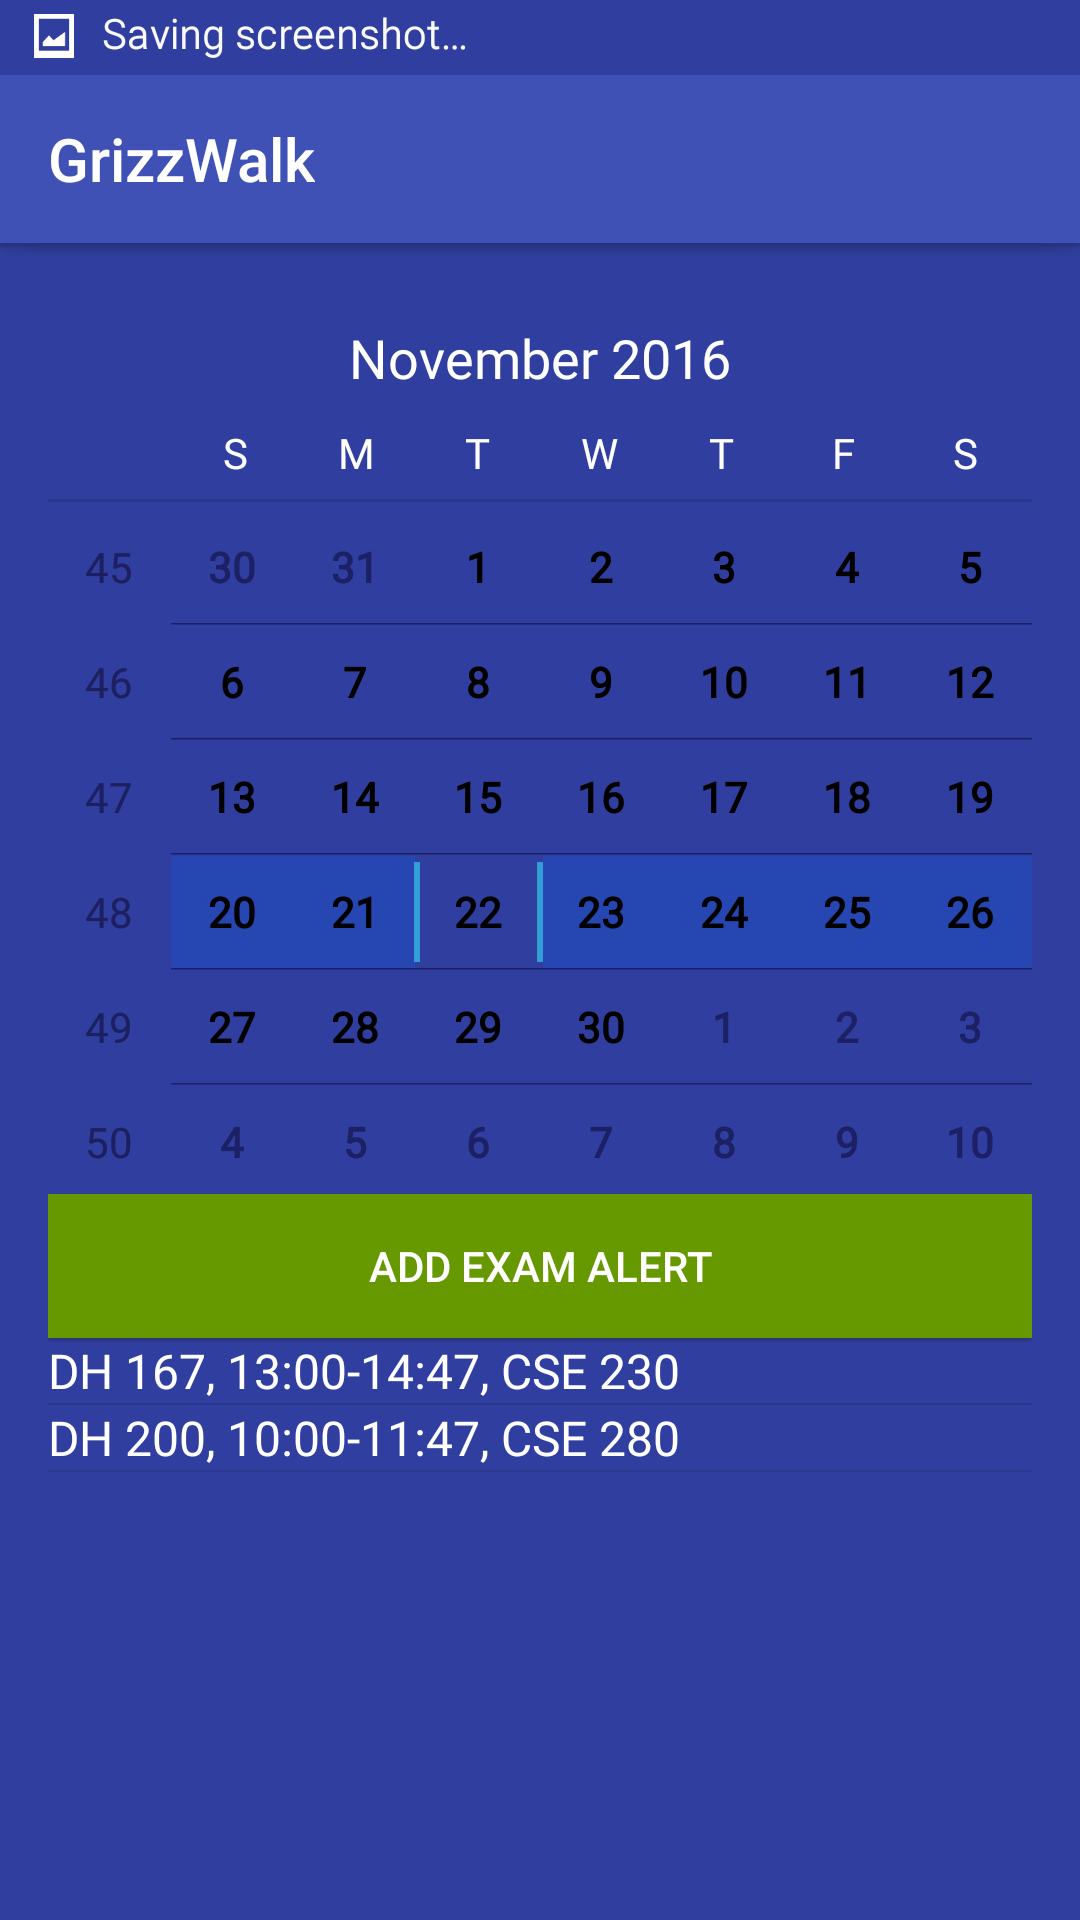 Saving screenshot...
GrizzWalk
November 2016
S M T W T F S
45 30 31 1 2 3 4 5
46 6 7 8 9 10 11 12
47 13 14 15 16 17 18 19
48 20 21 22 23 24 25 26
49 27 28 29 30 1 2 3
50 4 5 6 7 8 9 10
ADD EXAM ALERT
DH 167, 13:00-14:47, CSE 230
DH 200, 10:00-11:47, CSE 280